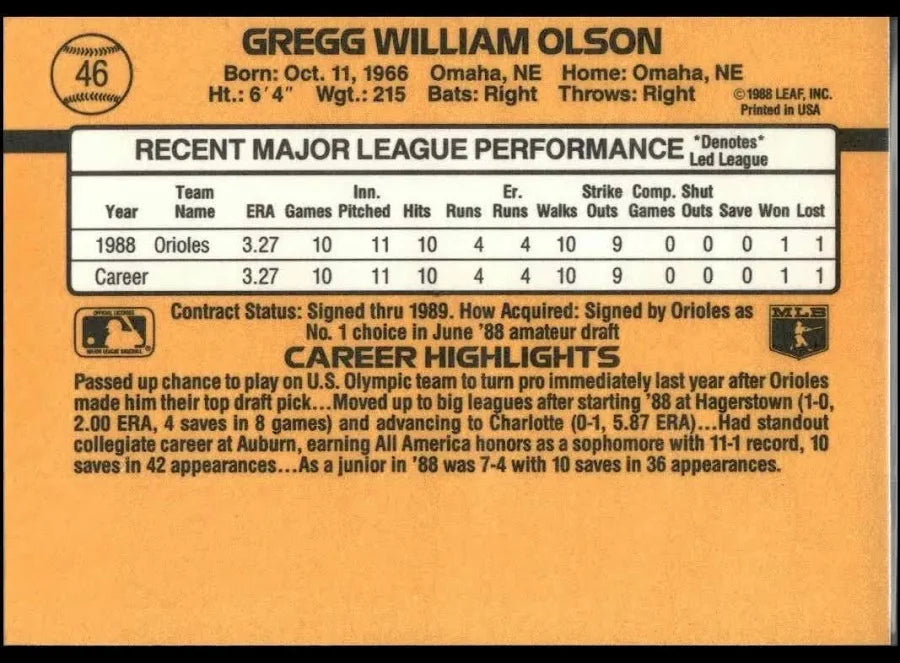 46
GREGG WILLIAM OLSON
Born: Oct. 11, 1966 Omaha, NE Home: Omaha, NE
Ht.: 6'4" Wgt.: 215 Bats: Right Throws: Right
©1988 LEAF, INC.
Printed in USA
RECENT MAJOR LEAGUE PERFORMANCE *Denotes*
Led League
Year Team Name ERA Games Inn. Pitched Hits Runs Er. Runs Walks Strike Outs Comp. Games Shut Outs Save Won Lost
1988 Orioles 3.27 10 11 10 4 4 10 9 0 0 0 1 1
Career 3.27 10 11 10 4 4 10 9 0 0 0 1 1
Contract Status: Signed thru 1989. How Acquired: Signed by Orioles as
No. 1 choice in June '88 amateur draft
MLB
CAREER HIGHLIGHTS
Passed up chance to play on U.S. Olympic team to turn pro immediately last year after Orioles
made him their top draft pick...Moved up to big leagues after starting '88 at Hagerstown (1-0,
2.00 ERA, 4 saves in 8 games) and advancing to Charlotte (0-1, 5.87 ERA)...Had standout
collegiate career at Auburn, earning All America honors as a sophomore with 11-1 record, 10
saves in 42 appearances...As a junior in '88 was 7-4 with 10 saves in 36 appearances.